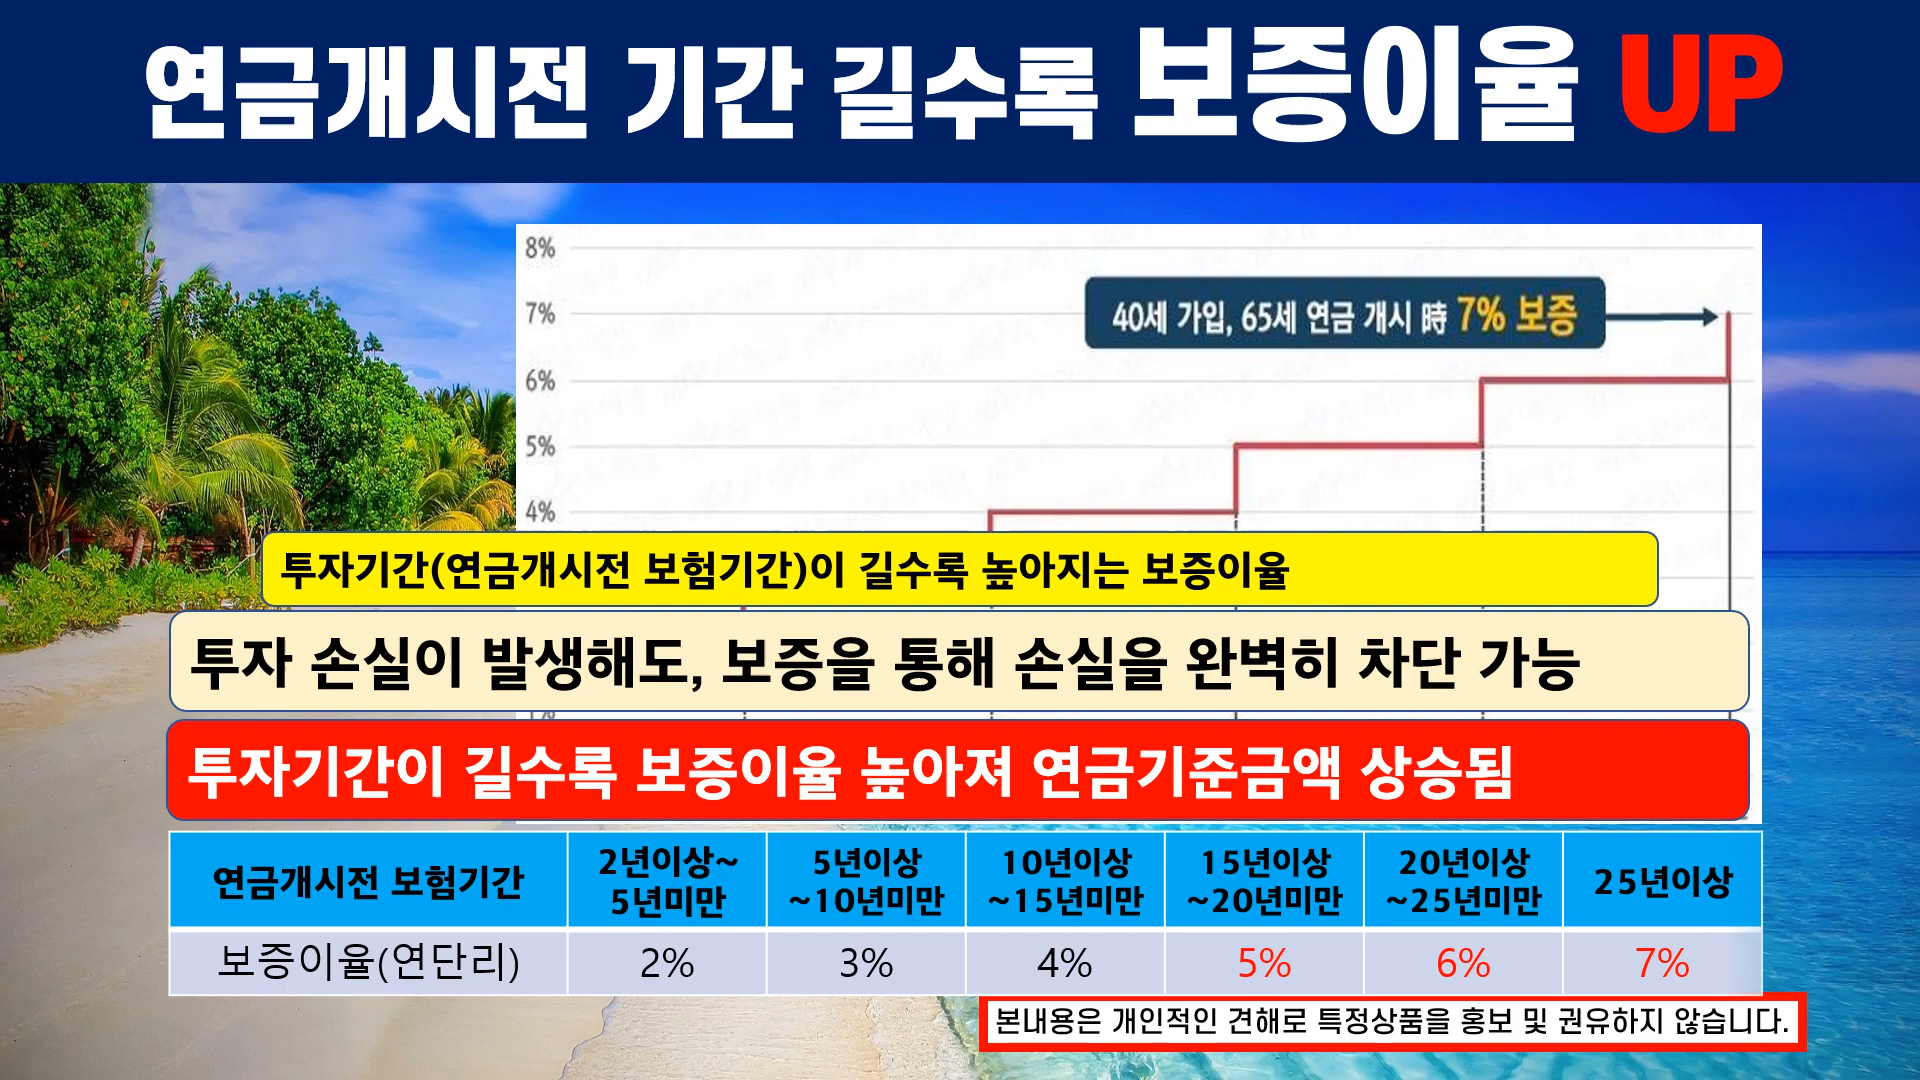 연금개시전 기간 길수록 보증이율 UP
8%
7%
40세 가입, 65세 연금 개시 時 7% 보증
6%
5%
4%
투자기간(연금개시전 보험기간)이 길수록 높아지는 보증이율
투자 손실이 발생해도, 보증을 통해 손실을 완벽히 차단 가능
투자기간이 길수록 보증이율 높아져 연금기준금액 상승됨
연금개시전 보험기간
2년이상~
5년미만
5년이상
~10년미만
10년이상
~15년미만
15년이상
~20년미만
20년이상
~25년미만
25년이상
보증이율(연단리)
2%
3%
4%
5%
6%
7%
본내용은 개인적인 견해로 특정상품을 홍보 및 권유하지 않습니다.